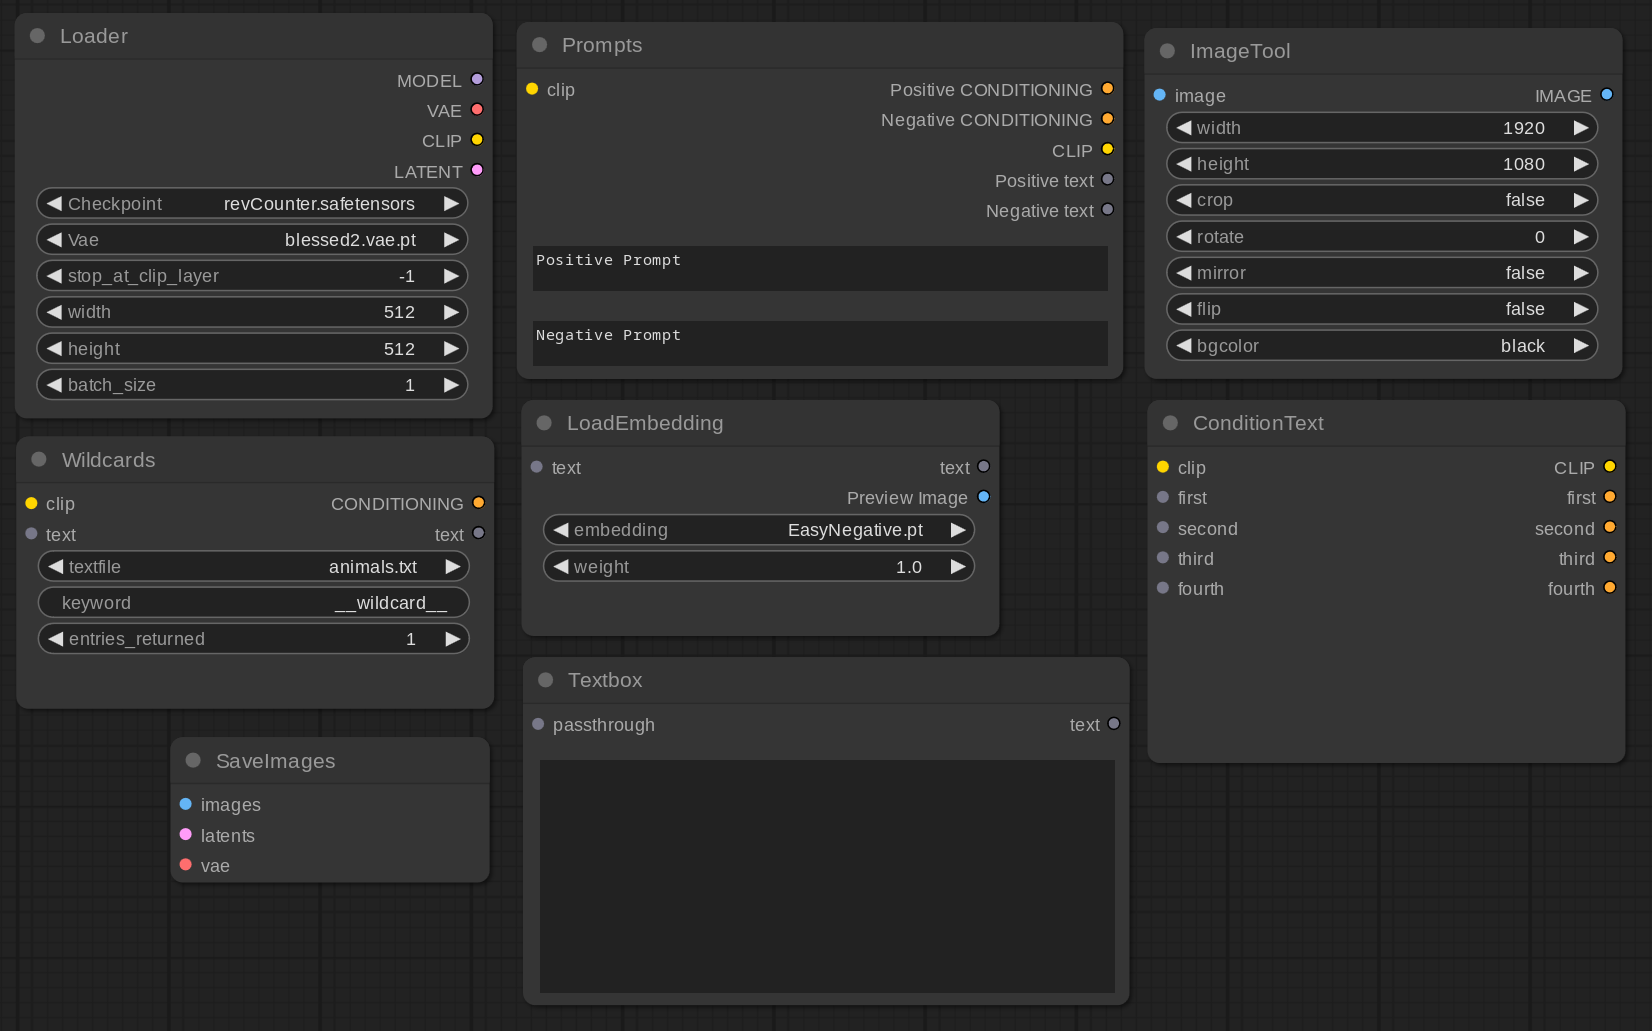 Loader
MODEL
VAE
CLIP
LATENT
Checkpoint revCounter.safetensors
Vae blessed2.vae.pt
stop_at_clip_layer -1
width 512
height 512
batch_size 1
Wildcards
clip CONDITIONING
text text
textfile animals.txt
keyword __wildcard__
entries_returned 1
SaveImages
images
latents
vae
Prompts
clip Positive CONDITIONING
Negative CONDITIONING
CLIP
Positive text
Negative text
Positive Prompt
Negative Prompt
LoadEmbedding
text text
Preview Image
embedding EasyNegative.pt
weight 1.0
Textbox
passthrough text
ImageTool
image IMAGE
width 1920
height 1080
crop false
rotate 0
mirror false
flip false
bgcolor black
ConditionText
clip CLIP
first first
second second
third third
fourth fourth